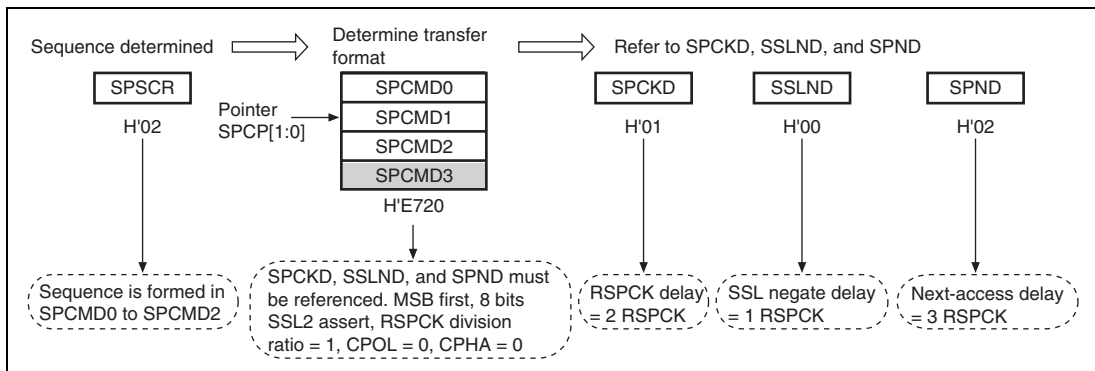 Sequence determined
Determine transfer
format
Refer to SPCKD, SSLND, and SPND
SPSCR
H'02
Pointer
SPCP[1:0]
SPCMD0
SPCMD1
SPCMD2
SPCMD3
H'E720
SPCKD
H'01
SSLND
H'00
SPND
H'02
Sequence is formed in
SPCMD0 to SPCMD2
SPCKD, SSLND, and SPND must
be referenced. MSB first, 8 bits
SSL2 assert, RSPCK division
ratio = 1, CPOL = 0, CPHA = 0
RSPCK delay
= 2 RSPCK
SSL negate delay
= 1 RSPCK
Next-access delay
= 3 RSPCK